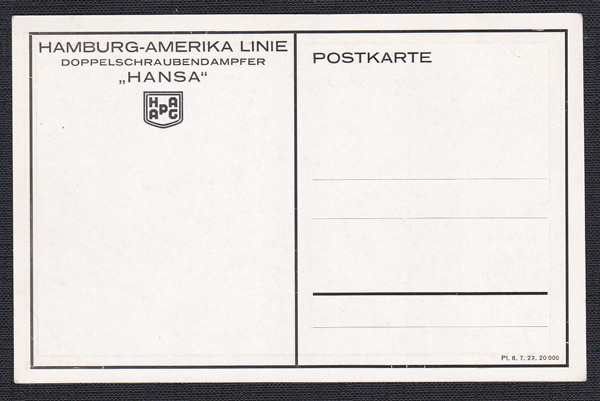 HAMBURG-AMERIKA LINIE
DOPPELSCHRAUBENDAMPFER
„HANSA“
HAPAG
POSTKARTE
Pt. 8. 7. 22. 20 000